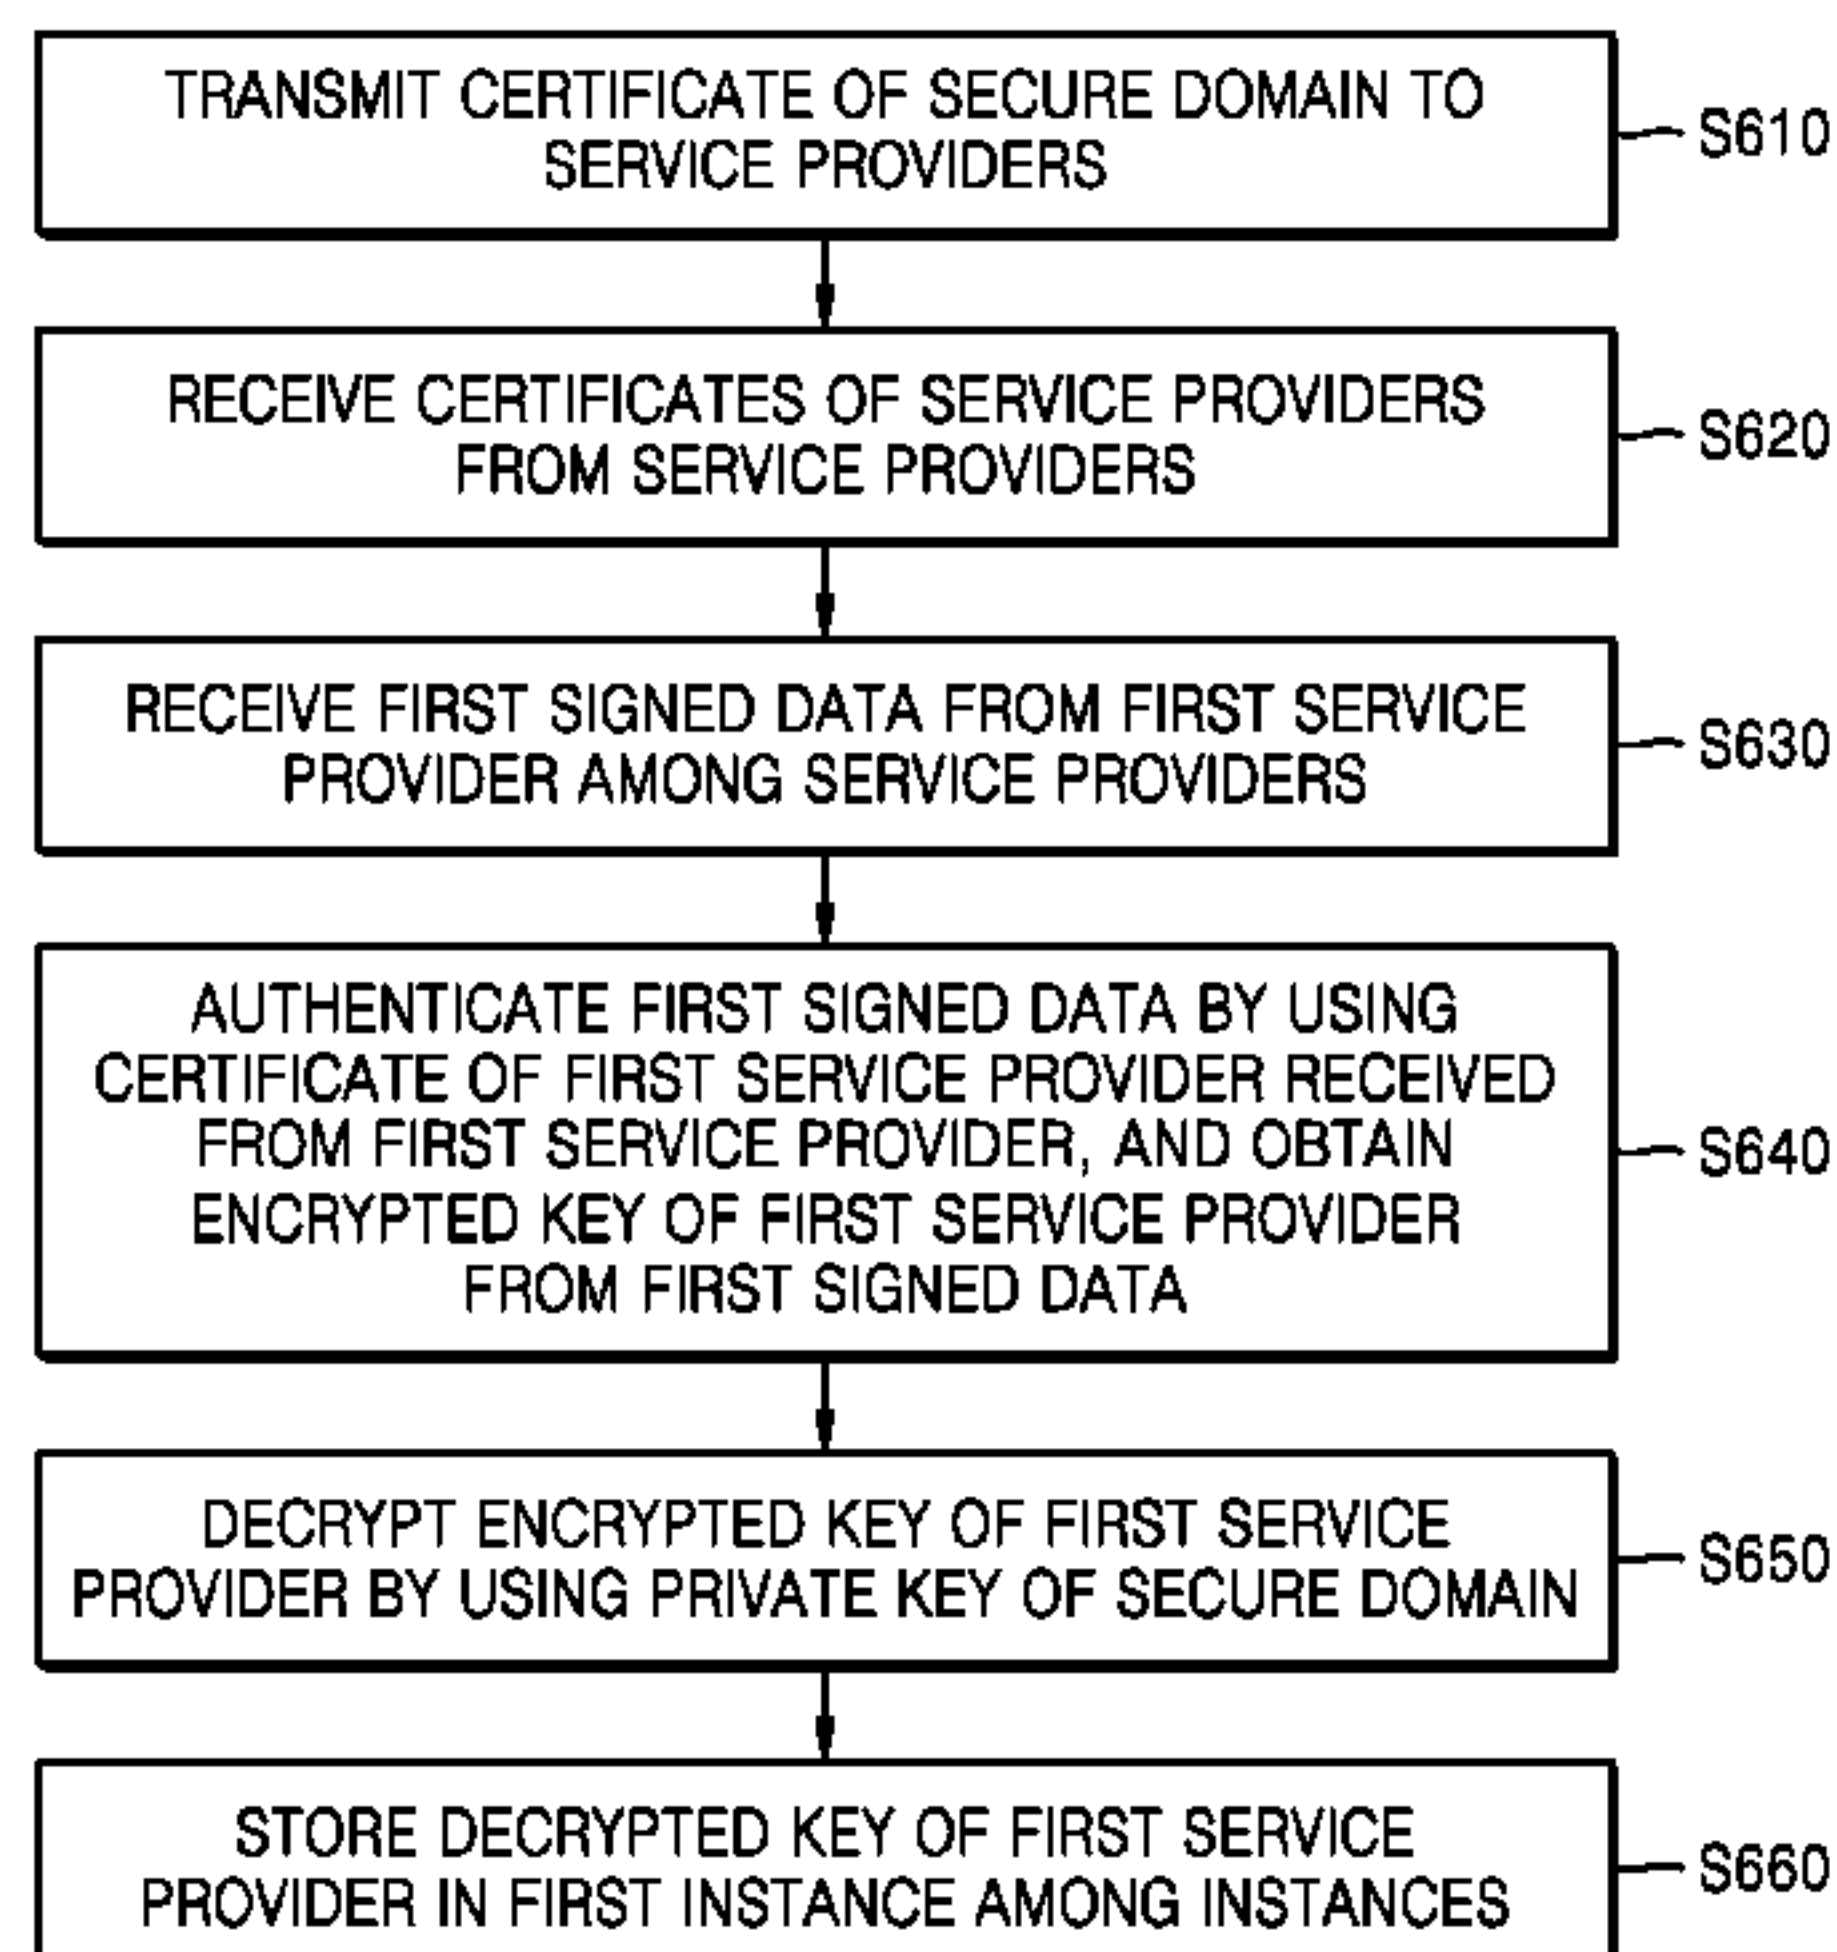 TRANSMIT CERTIFICATE OF SECURE DOMAIN TO
SERVICE PROVIDERS
S610
RECEIVE CERTIFICATES OF SERVICE PROVIDERS
FROM SERVICE PROVIDERS
S620
RECEIVE FIRST SIGNED DATA FROM FIRST SERVICE
PROVIDER AMONG SERVICE PROVIDERS
S630
AUTHENTICATE FIRST SIGNED DATA BY USING
CERTIFICATE OF FIRST SERVICE PROVIDER RECEIVED
FROM FIRST SERVICE PROVIDER, AND OBTAIN
ENCRYPTED KEY OF FIRST SERVICE PROVIDER
FROM FIRST SIGNED DATA
S640
DECRYPT ENCRYPTED KEY OF FIRST SERVICE
PROVIDER BY USING PRIVATE KEY OF SECURE DOMAIN
S650
STORE DECRYPTED KEY OF FIRST SERVICE
PROVIDER IN FIRST INSTANCE AMONG INSTANCES
S660